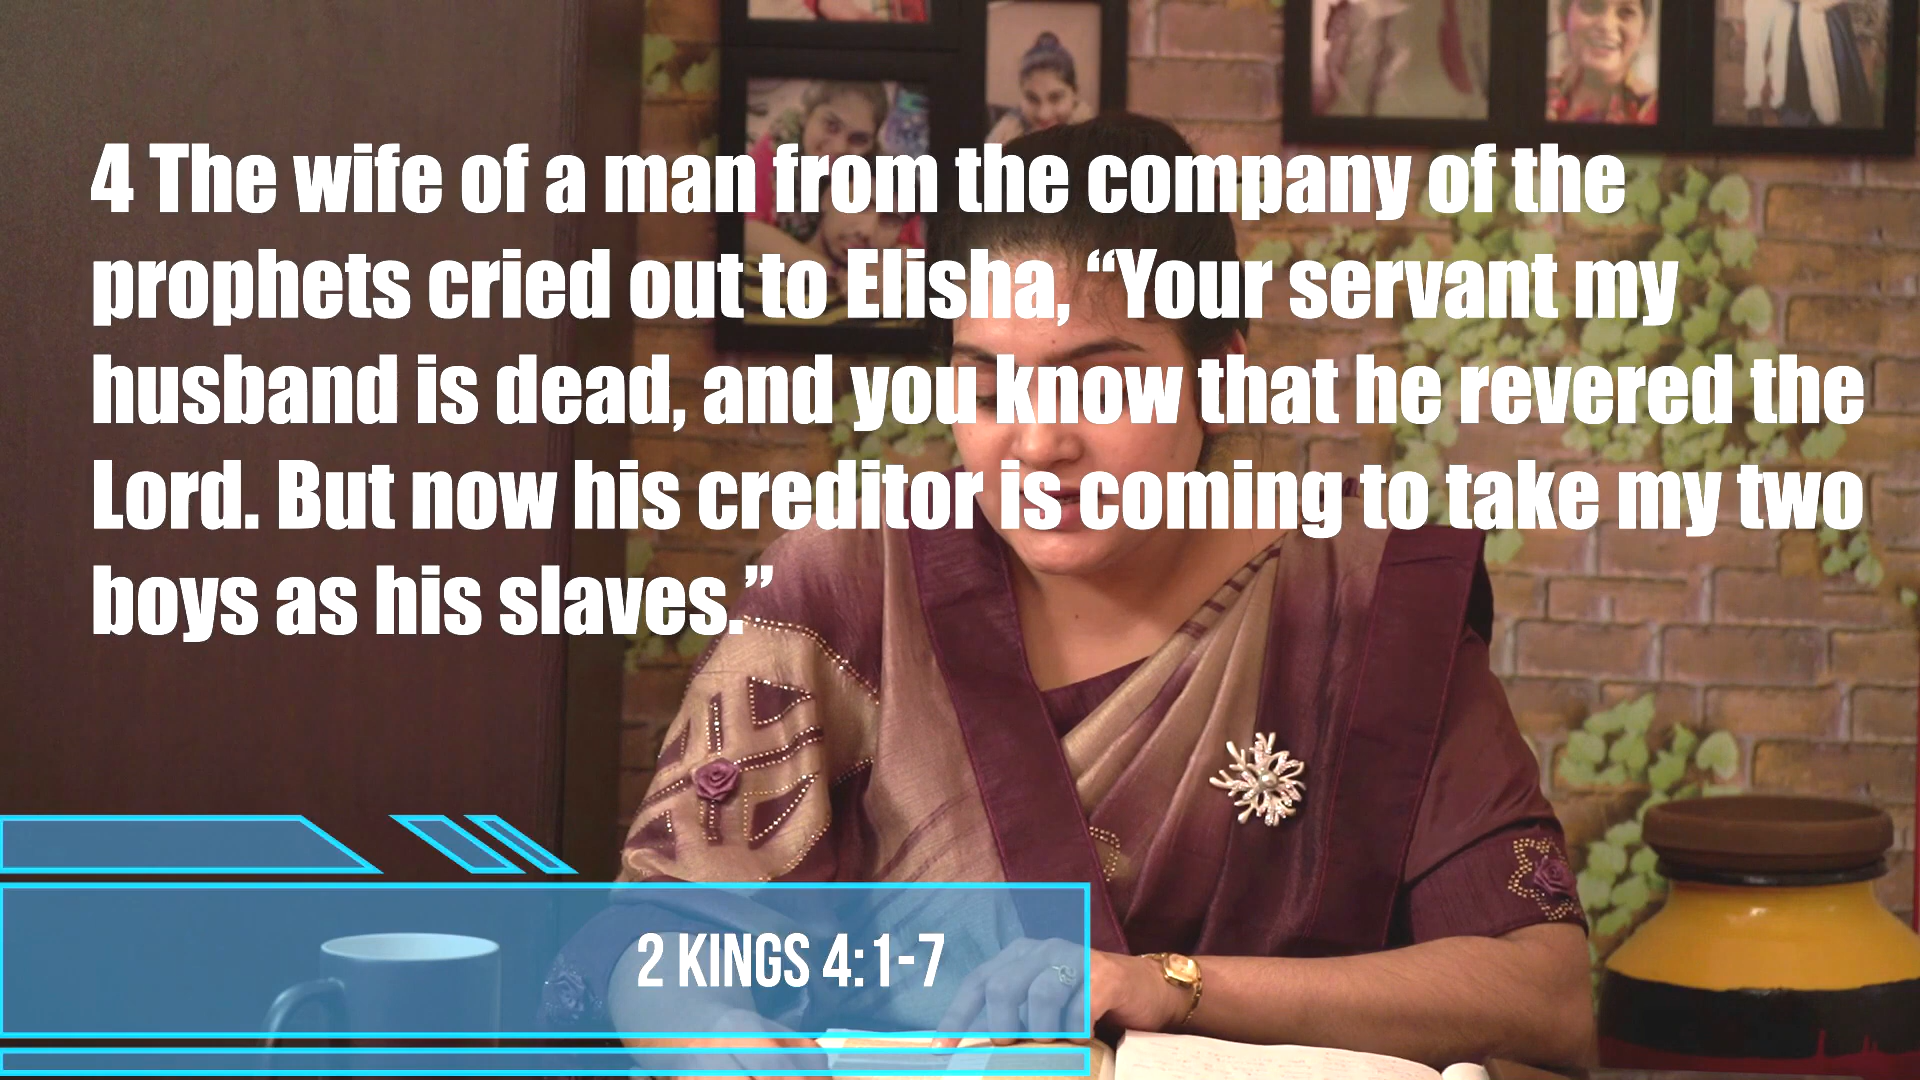 4 The wife of a man from the company of the
prophets cried out to Elisha, “Your servant my
husband is dead, and you know that he revered the
Lord. But now his creditor is coming to take my two
boys as his slaves.”
2 KINGS 4:1-7